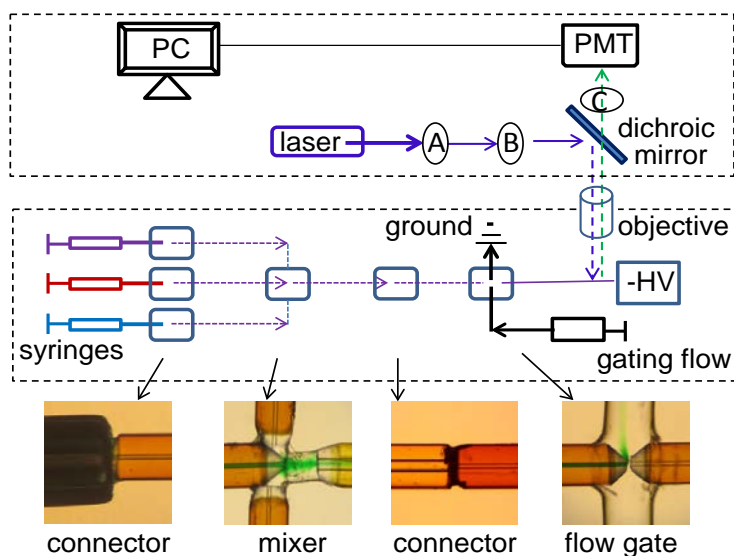 PC
PMT
C
laser
A
B
dichroic
mirror
ground
objective
-HV
syringes
gating flow
connector
mixer
connector
flow gate